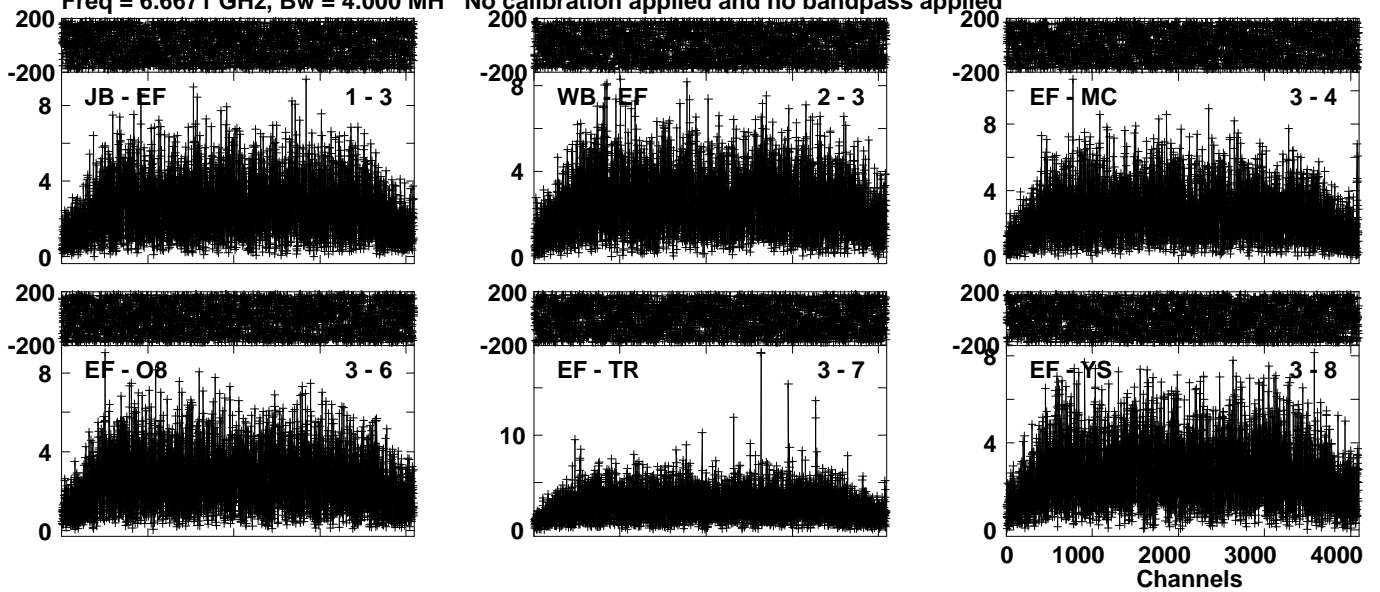 Freq = 6.6671 GHz, Bw = 4.000 MH No calibration applied and no bandpass applied
200 200 200
-200 -200 -200
JB - EF 1 - 3 WB - EF 2 - 3 EF - MC 3 - 4
8 8 8
4 4 4
0 0 0
200 200 200
-200 -200 -200
EF - O8 3 - 6 EF - TR 3 - 7 EF - YS 3 - 8
8 10 8
4 4
0 0 0
0 1000 2000 3000 4000
Channels